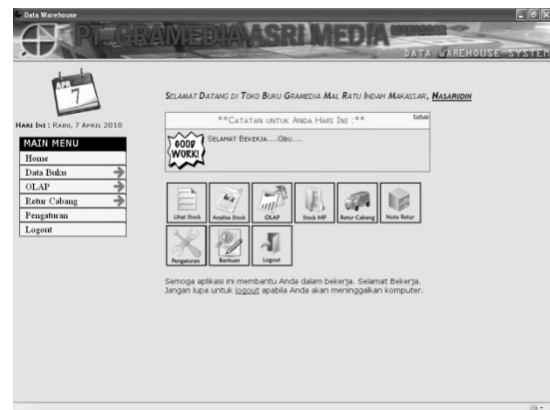 Data Warehouse
PT. GRAMEDIA ASRI MEDIA
DATA WAREHOUSE SYSTEM
APR
7
HARI INI : RABU, 7 APRIL 2010
SELAMAT DATANG DI TOKO BUKU GRAMEDIA MAL RATU INDAH MAKASSAR, NASARUDIN
**CATATAN UNTUK ANDA HARI INI :**
GOOD WORK!
SELAMAT BEKERJA....GBU....
MAIN MENU
Home
Data Buku
OLAP
Retur Cabang
Pengaturan
Logout
Lihat Stock Analisa Stock OLAP Stock MP Retur Cabang Nota Retur
Pengaturan Bantuan Logout
Semoga aplikasi ini membantu Anda dalam bekerja. Selamat Bekerja.
Jangan lupa untuk logout apabila Anda akan meninggalkan komputer.